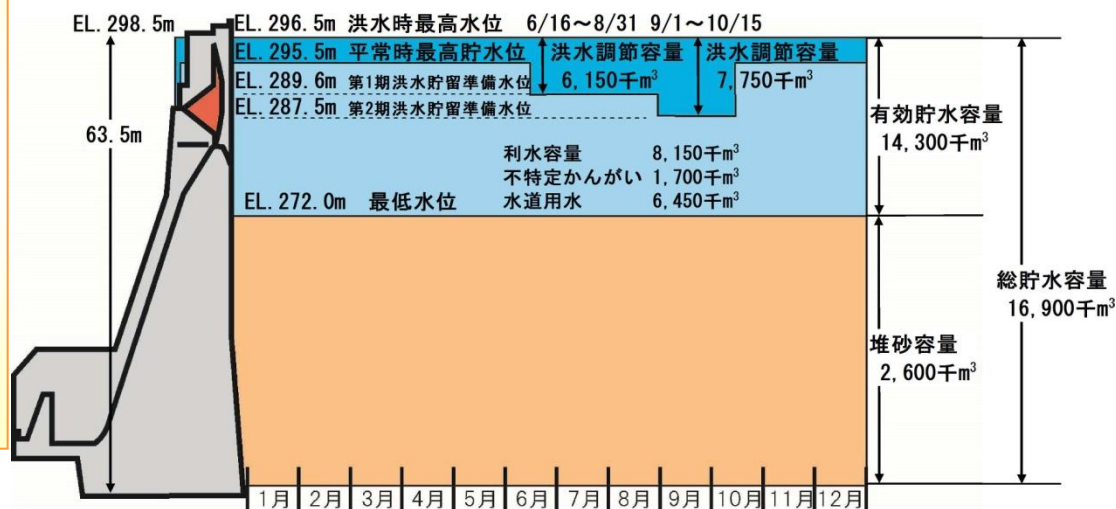 EL. 298.5m
EL. 296.5m 洪水時最高水位 6/16～8/31 9/1～10/15
EL. 295.5m 平常時最高貯水位 洪水調節容量 洪水調節容量
EL. 289.6m 第1期洪水貯留準備水位 6,150千m³ 7,750千m³
EL. 287.5m 第2期洪水貯留準備水位
有効貯水容量
14,300千m³
63.5m
利水容量 8,150千m³
不特定かんがい 1,700千m³
EL. 272.0m 最低水位 水道用水 6,450千m³
総貯水容量
16,900千m³
堆砂容量
2,600千m³
1月 2月 3月 4月 5月 6月 7月 8月 9月 10月 11月 12月